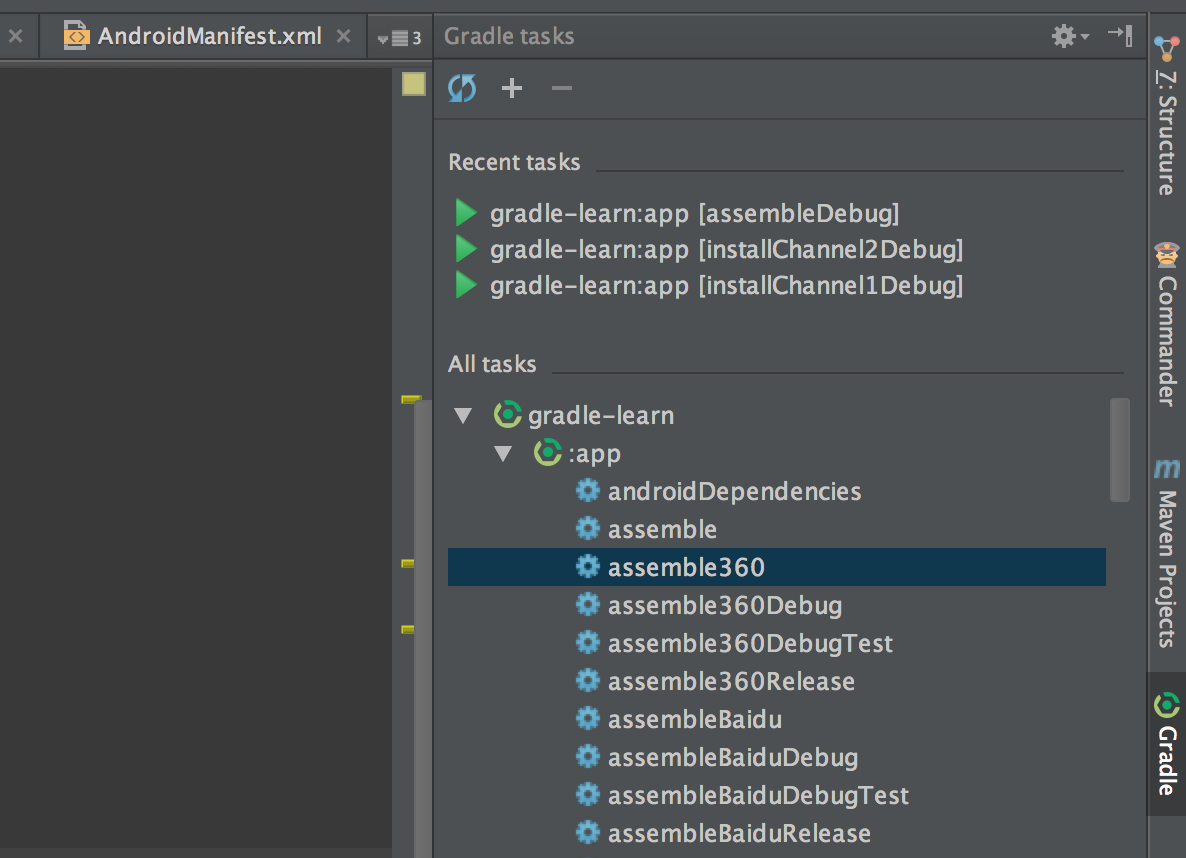 AndroidManifest.xml
3
Gradle tasks
Recent tasks
gradle-learn:app [assembleDebug]
gradle-learn:app [installChannel2Debug]
gradle-learn:app [installChannel1Debug]
All tasks
gradle-learn
:app
androidDependencies
assemble
assemble360
assemble360Debug
assemble360DebugTest
assemble360Release
assembleBaidu
assembleBaiduDebug
assembleBaiduDebugTest
assembleBaiduRelease
Z: Structure
Commander
m Maven Projects
Gradle